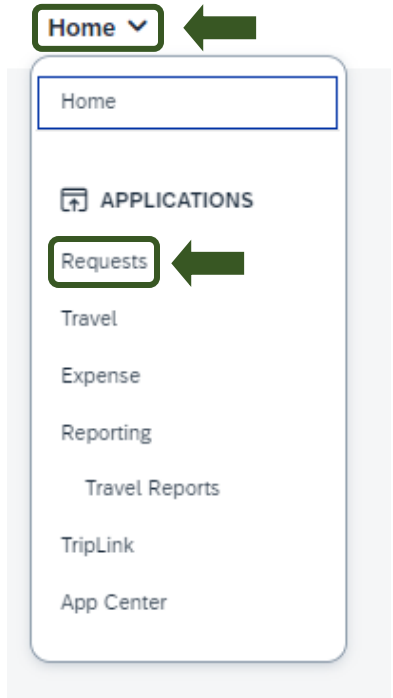 Home
Home
APPLICATIONS
Requests
Travel
Expense
Reporting
Travel Reports
TripLink
App Center